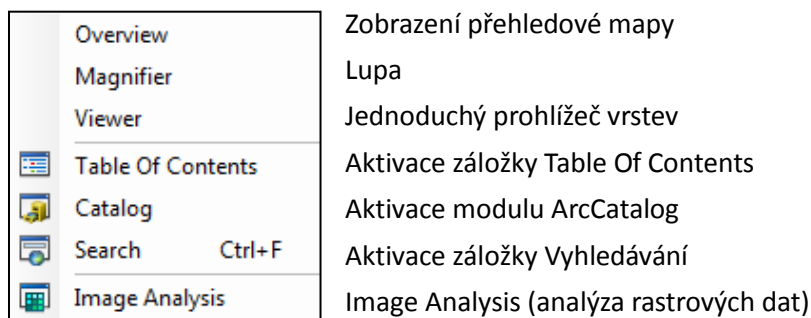 Overview Zobrazení přehledové mapy
Magnifier Lupa
Viewer Jednoduchý prohlížeč vrstev
Table Of Contents Aktivace záložky Table Of Contents
Catalog Aktivace modulu ArcCatalog
Search Ctrl+F Aktivace záložky Vyhledávání
Image Analysis Image Analysis (analýza rastrových dat)